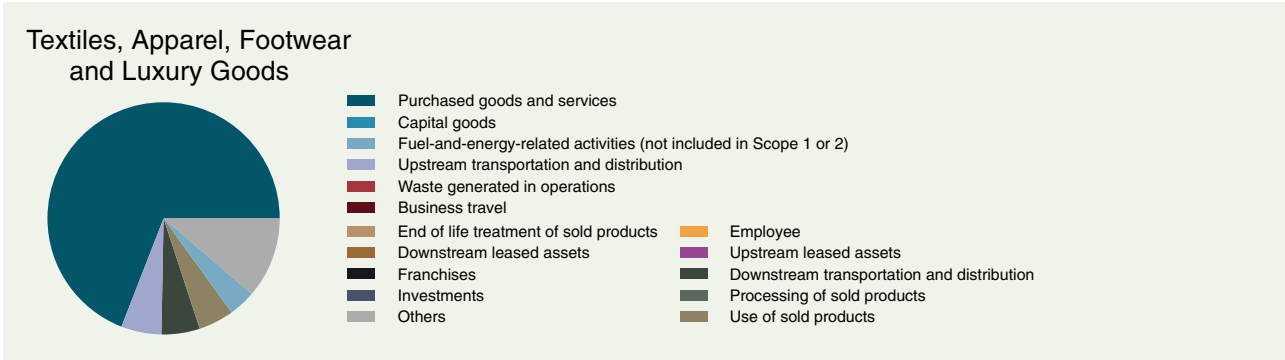 Textiles, Apparel, Footwear
and Luxury Goods
Purchased goods and services
Capital goods
Fuel-and-energy-related activities (not included in Scope 1 or 2)
Upstream transportation and distribution
Waste generated in operations
Business travel
End of life treatment of sold products
Downstream leased assets
Franchises
Investments
Others
Employee
Upstream leased assets
Downstream transportation and distribution
Processing of sold products
Use of sold products